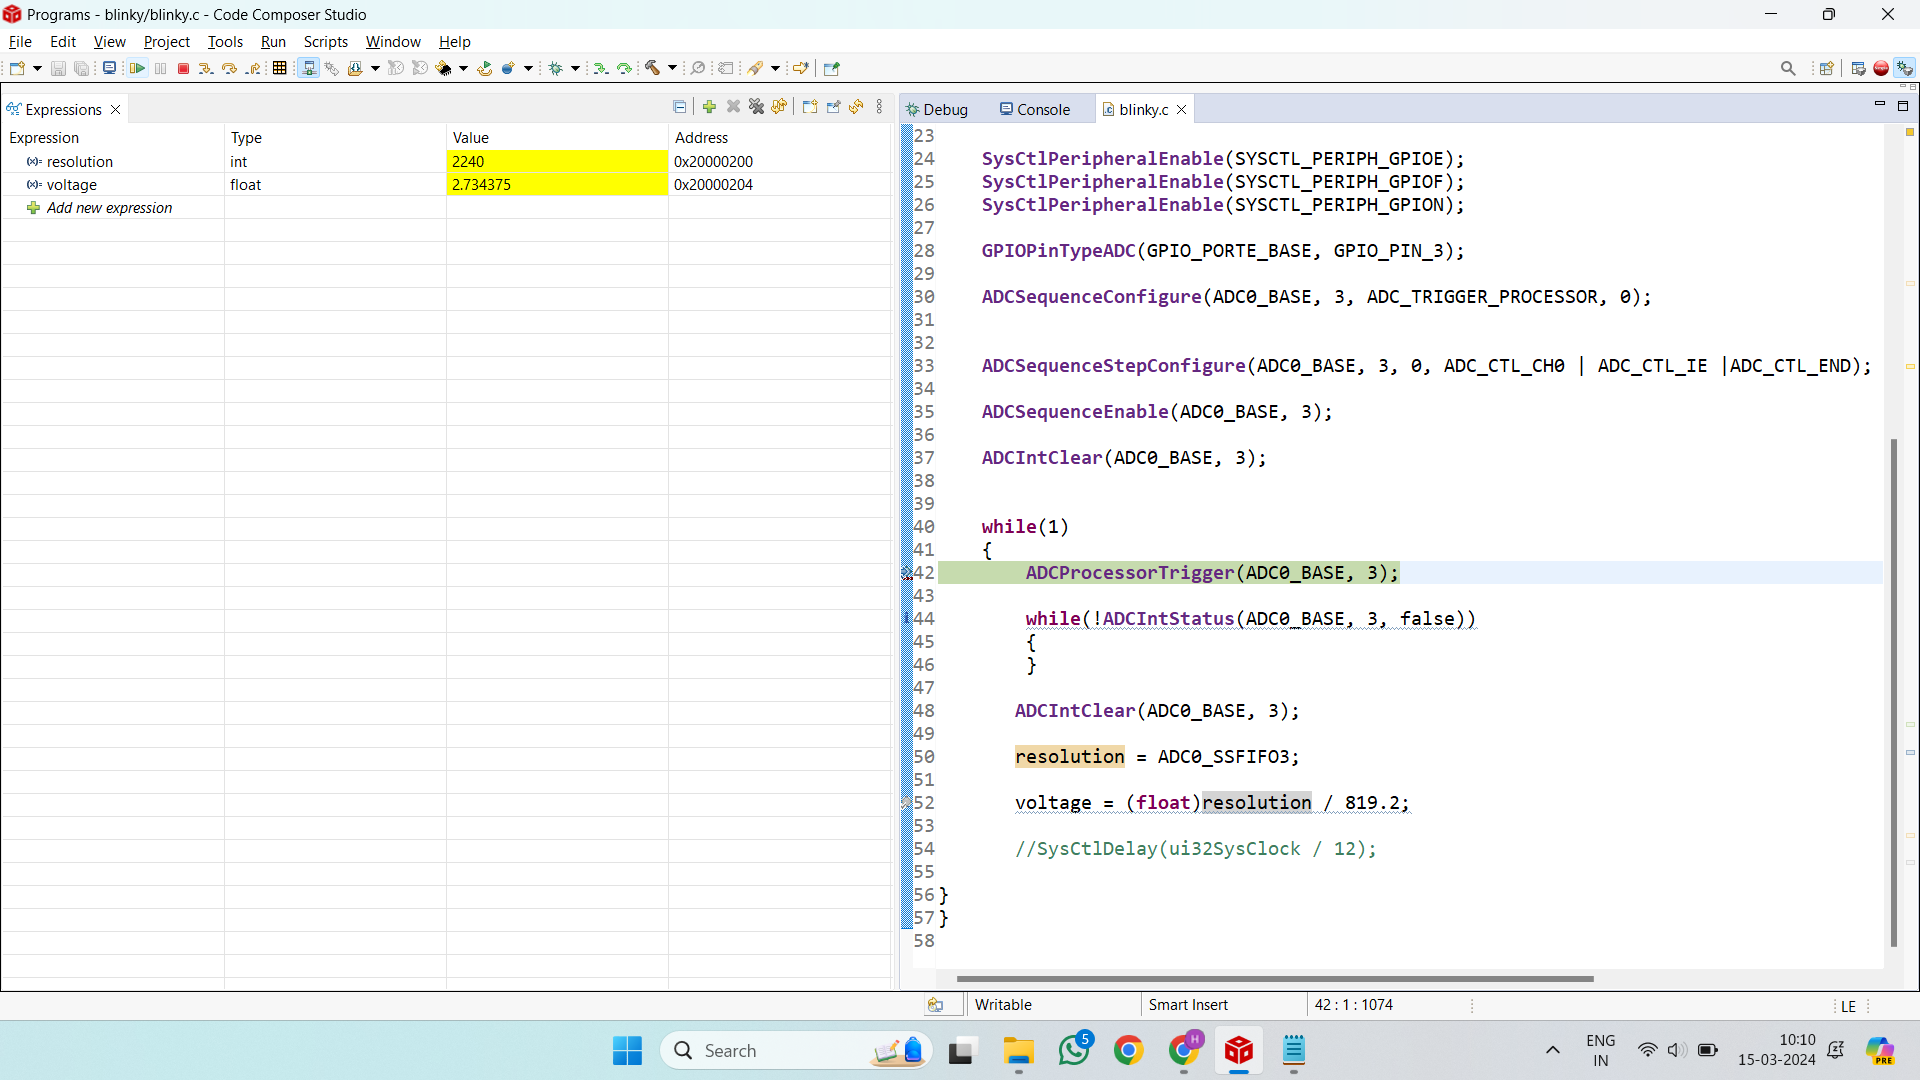 Programs - blinky/blinky.c - Code Composer Studio
File Edit View Project Tools Run Scripts Window Help
Expressions
Expression Type Value Address
(x)= resolution int 2240 0x20000200
(x)= voltage float 2.734375 0x20000204
Add new expression
Debug Console blinky.c
23
24 SysCtlPeripheralEnable(SYSCTL_PERIPH_GPIOE);
25 SysCtlPeripheralEnable(SYSCTL_PERIPH_GPIOF);
26 SysCtlPeripheralEnable(SYSCTL_PERIPH_GPION);
27
28 GPIOPinTypeADC(GPIO_PORTE_BASE, GPIO_PIN_3);
29
30 ADCSequenceConfigure(ADC0_BASE, 3, ADC_TRIGGER_PROCESSOR, 0);
31
32
33 ADCSequenceStepConfigure(ADC0_BASE, 3, 0, ADC_CTL_CH0 | ADC_CTL_IE |ADC_CTL_END);
34
35 ADCSequenceEnable(ADC0_BASE, 3);
36
37 ADCIntClear(ADC0_BASE, 3);
38
39
40 while(1)
41 {
42 ADCProcessorTrigger(ADC0_BASE, 3);
43
44 while(!ADCIntStatus(ADC0_BASE, 3, false))
45 {
46 }
47
48 ADCIntClear(ADC0_BASE, 3);
49
50 resolution = ADC0_SSFIFO3;
51
52 voltage = (float)resolution / 819.2;
53
54 //SysCtlDelay(ui32SysClock / 12);
55
56 }
57 }
58
Writable Smart Insert 42 : 1 : 1074 LE
Search
5
H
ENG
IN
10:10
15-03-2024
PRE